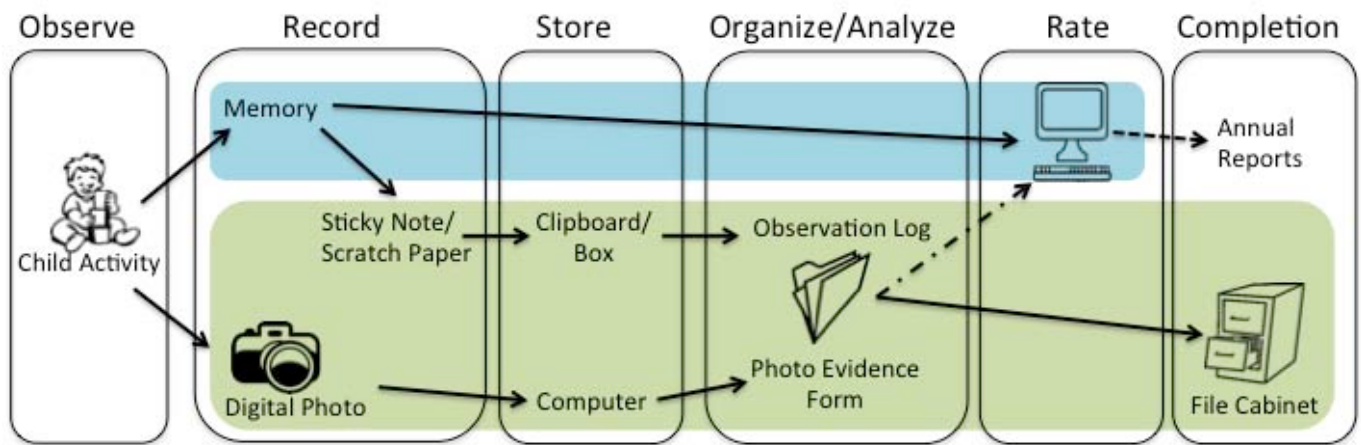 Observe
Record
Store
Organize/Analyze
Rate
Completion
Memory
Annual
Reports
Child Activity
Sticky Note/
Scratch Paper
Clipboard/
Box
Observation Log
Digital Photo
Computer
Photo Evidence
Form
File Cabinet